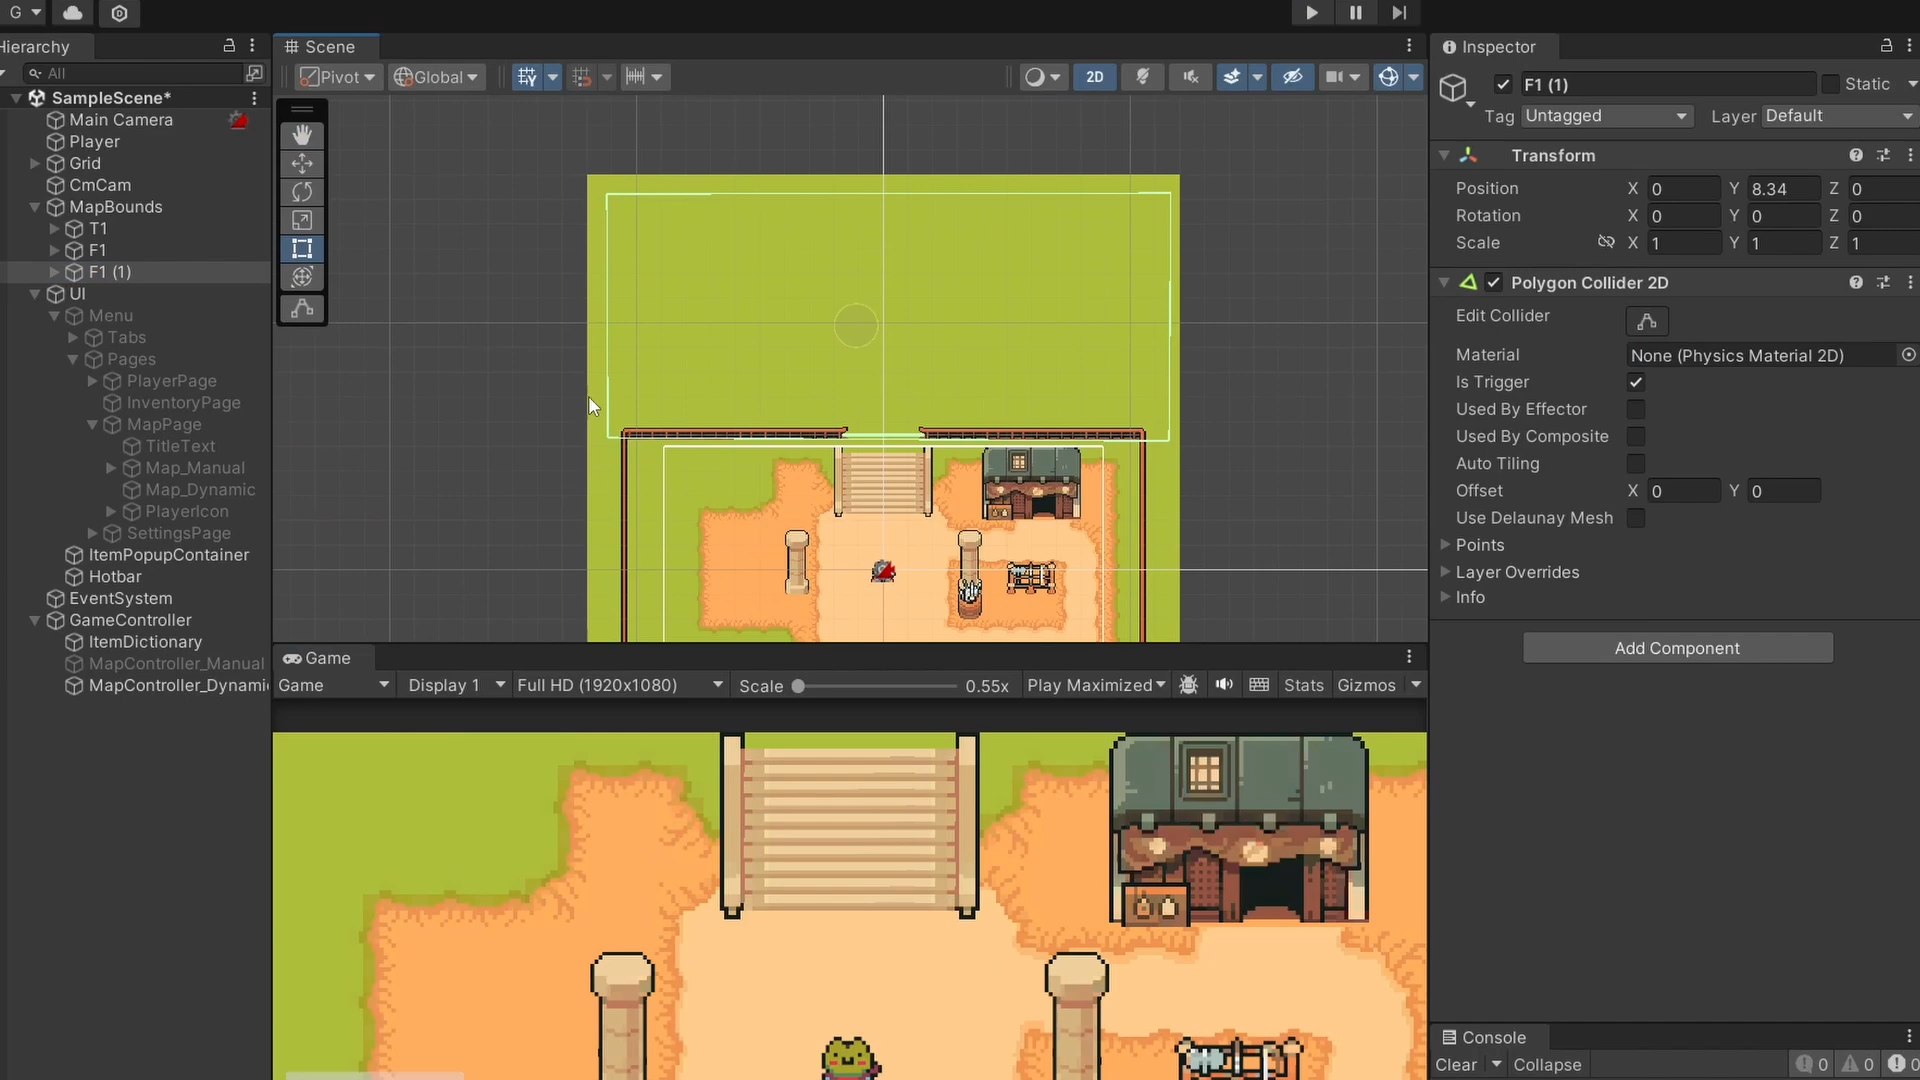 G
Hierarchy
All
SampleScene*
Main Camera
Player
Grid
CmCam
MapBounds
T1
F1
F1 (1)
UI
Menu
Tabs
Pages
PlayerPage
InventoryPage
MapPage
TitleText
Map_Manual
Map_Dynamic
PlayerIcon
SettingsPage
ItemPopupContainer
Hotbar
EventSystem
GameController
ItemDictionary
MapController_Manual
MapController_Dynami
Scene
Pivot
Global
2D
Game
Game
Display 1
Full HD (1920x1080)
Scale
0.55x
Play Maximized
Stats
Gizmos
Inspector
F1 (1)
Static
Tag Untagged
Layer Default
Transform
Position X 0 Y 8.34 Z 0
Rotation X 0 Y 0 Z 0
Scale X 1 Y 1 Z 1
Polygon Collider 2D
Edit Collider
Material None (Physics Material 2D)
Is Trigger
Used By Effector
Used By Composite
Auto Tiling
Offset X 0 Y 0
Use Delaunay Mesh
Points
Layer Overrides
Info
Add Component
Console
Clear
Collapse
0
0
0